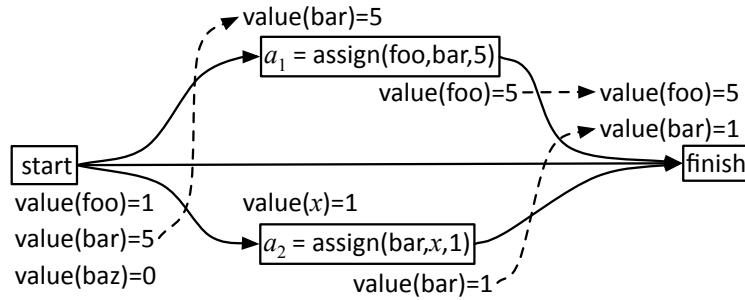 value(bar)=5
a₁ = assign(foo,bar,5)
value(foo)=5
value(foo)=5
value(bar)=1
start
finish
value(foo)=1
value(x)=1
value(bar)=5
a₂ = assign(bar,x,1)
value(baz)=0
value(bar)=1